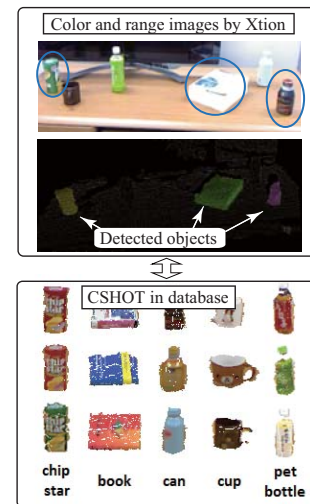 Color and range images by Xtion
Detected objects
CSHOT in database
chip star
book
can
cup
pet bottle